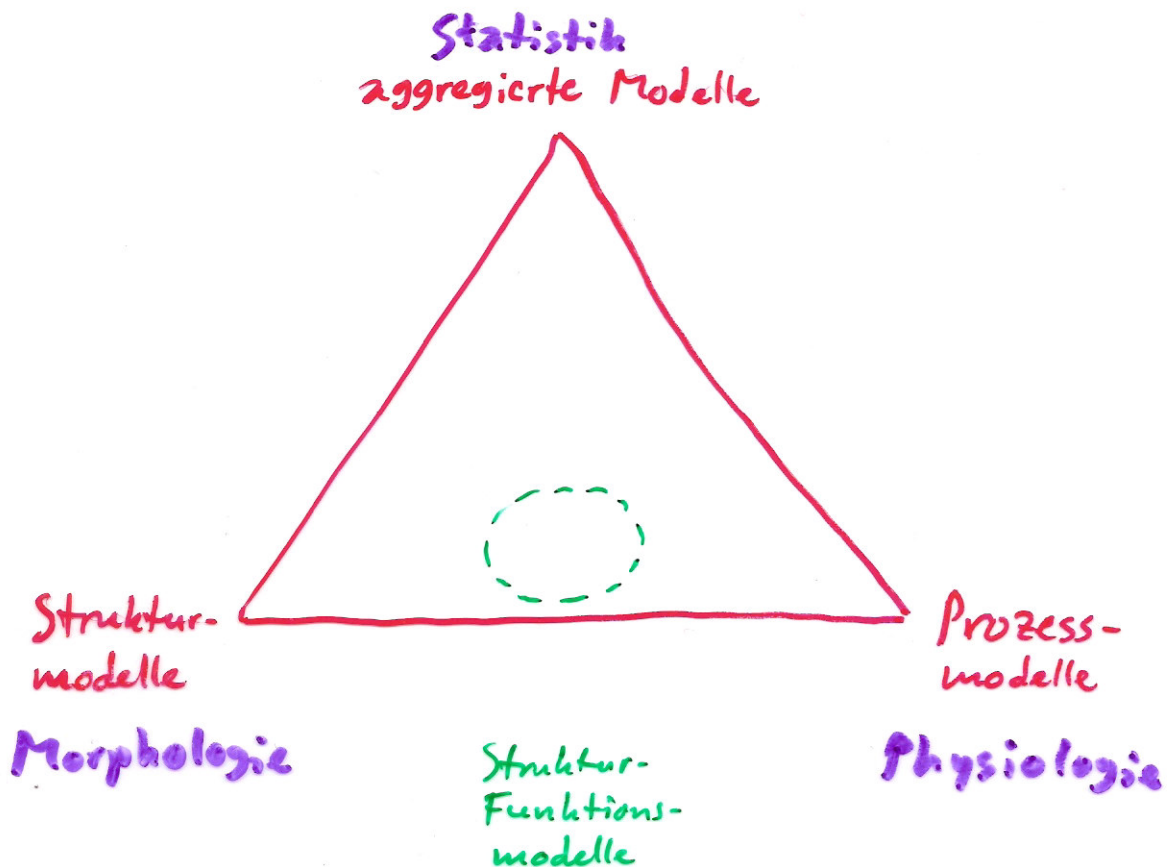 Statistik
aggregierte Modelle
Struktur-
modelle
Morphologie
Prozess-
modelle
Physiologie
Struktur-
Funktions-
modelle